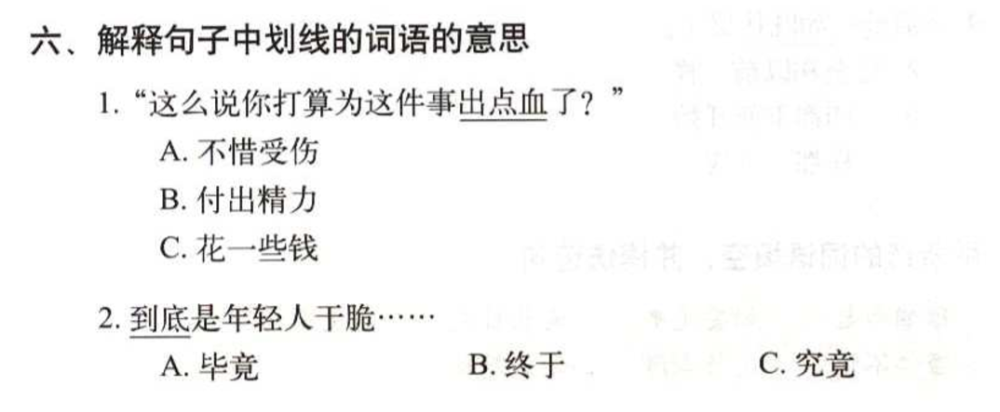 六、解释句子中划线的词语的意思
1. “这么说你打算为这件事出点血了？”
A. 不惜受伤
B. 付出精力
C. 花一些钱
2. 到底是年轻人干脆……
A. 毕竟 B. 终于 C. 究竟